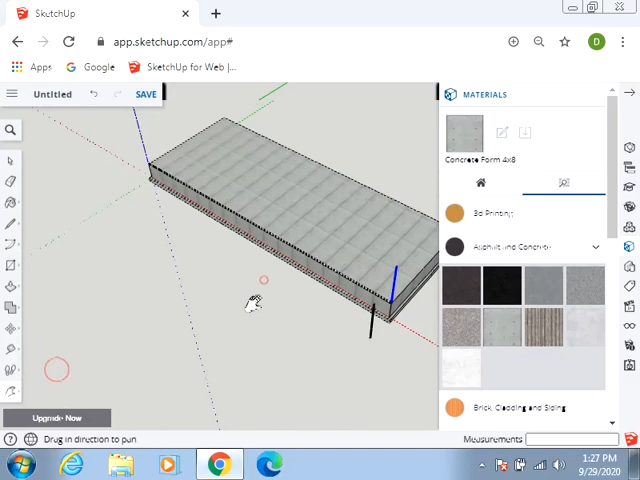 SketchUp
app.sketchup.com/app#
D
Apps Google SketchUp for Web |...
Untitled SAVE
MATERIALS
Concrete Form 4x8
3d Printing
Asphalt and Concrete
Brick, Cladding and Siding
Upgrade Now
Drag in direction to pan
Measurements
1:27 PM
9/29/2020